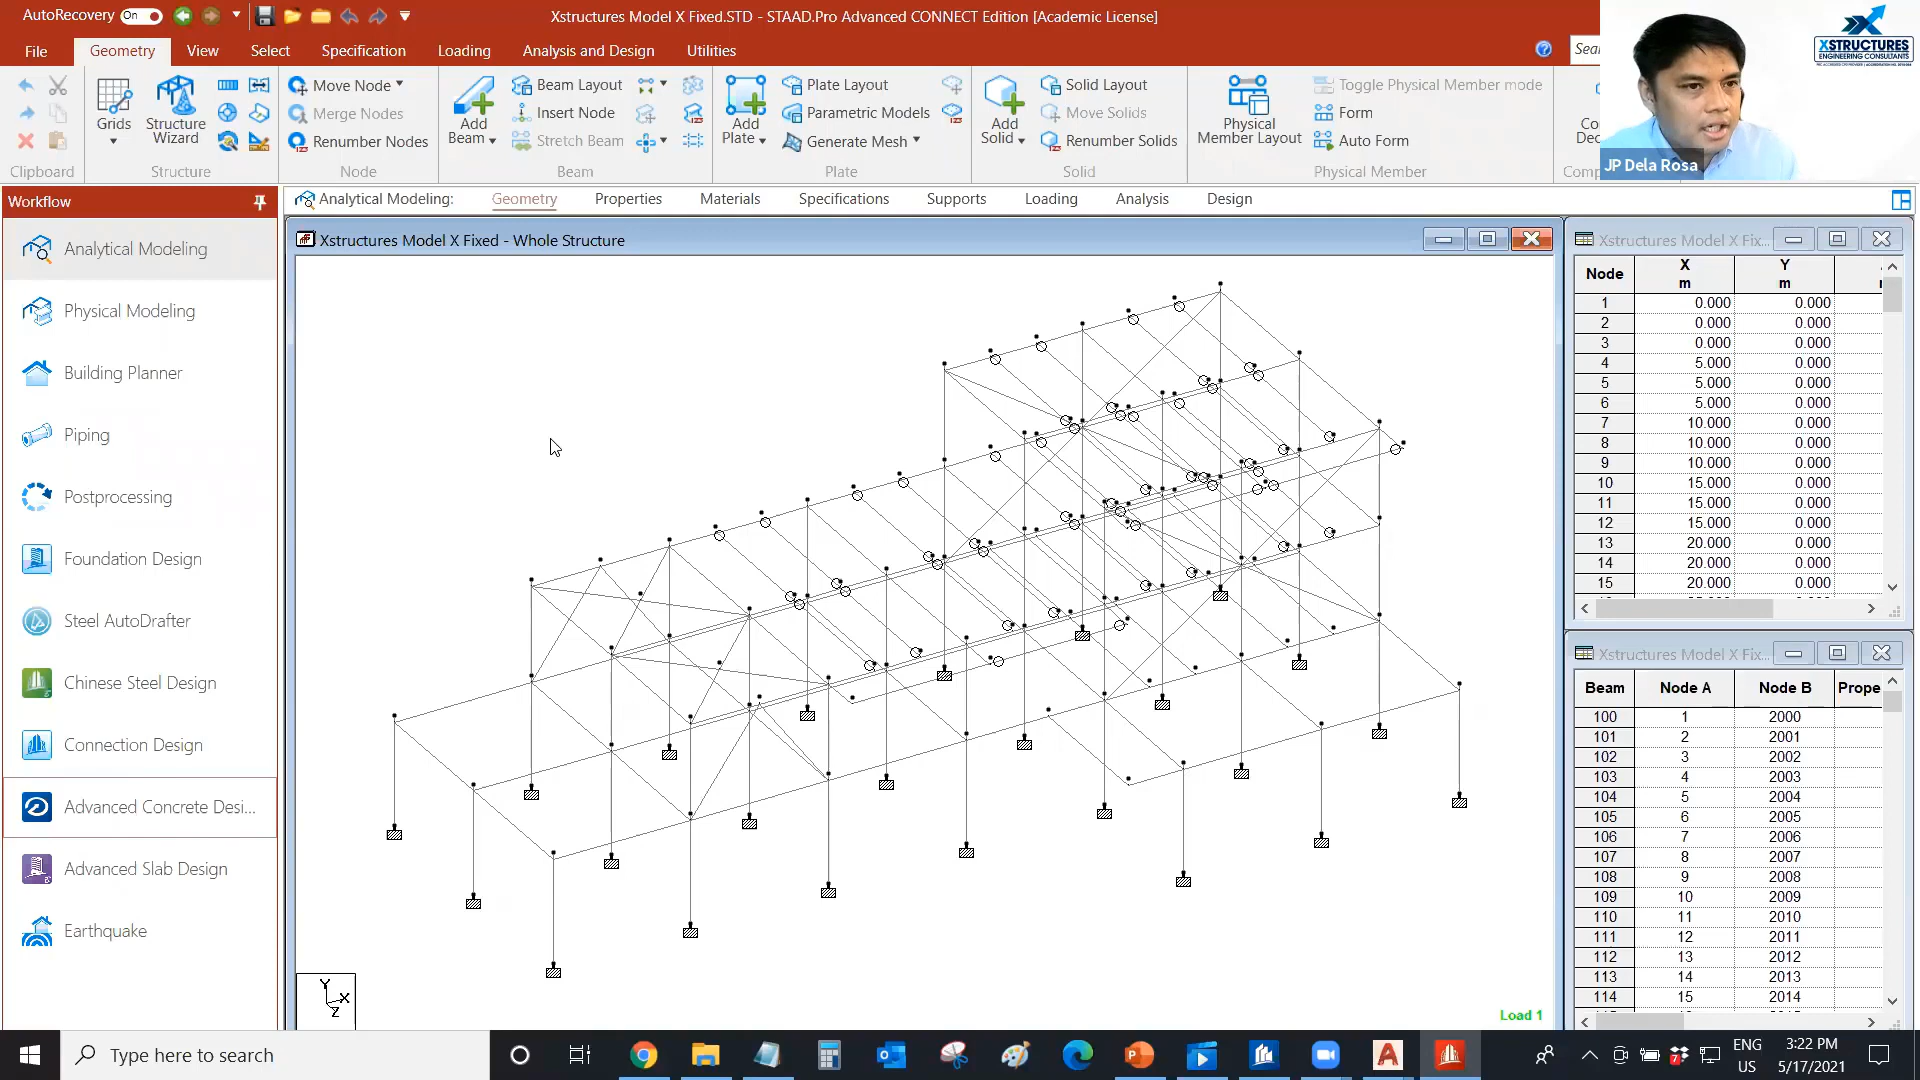 AutoRecovery On
Xstructures Model X Fixed.STD - STAAD.Pro Advanced CONNECT Edition [Academic License]
File Geometry View Select Specification Loading Analysis and Design Utilities
Grids
Structure Wizard
Move Node
Merge Nodes
Renumber Nodes
Add Beam
Beam Layout
Insert Node
Stretch Beam
Add Plate
Plate Layout
Parametric Models
Generate Mesh
Add Solid
Solid Layout
Move Solids
Renumber Solids
Physical Member Layout
Toggle Physical Member mode
Form
Auto Form
Clipboard Structure Node Beam Plate Solid Physical Member
XSTRUCTURES
ENGINEERING CONSULTANTS
JP Dela Rosa
Workflow
Analytical Modeling
Physical Modeling
Building Planner
Piping
Postprocessing
Foundation Design
Steel AutoDrafter
Chinese Steel Design
Connection Design
Advanced Concrete Desi...
Advanced Slab Design
Earthquake
Analytical Modeling: Geometry Properties Materials Specifications Supports Loading Analysis Design
Xstructures Model X Fixed - Whole Structure
Y
X
Z
Load 1
Xstructures Model X Fix...
Node X m Y m
1 0.000 0.000
2 0.000 0.000
3 0.000 0.000
4 5.000 0.000
5 5.000 0.000
6 5.000 0.000
7 10.000 0.000
8 10.000 0.000
9 10.000 0.000
10 15.000 0.000
11 15.000 0.000
12 15.000 0.000
13 20.000 0.000
14 20.000 0.000
15 20.000 0.000
Xstructures Model X Fix...
Beam Node A Node B Prope
100 1 2000
101 2 2001
102 3 2002
103 4 2003
104 5 2004
105 6 2005
106 7 2006
107 8 2007
108 9 2008
109 10 2009
110 11 2010
111 12 2011
112 13 2012
113 14 2013
114 15 2014
Type here to search
ENG
US
3:22 PM
5/17/2021